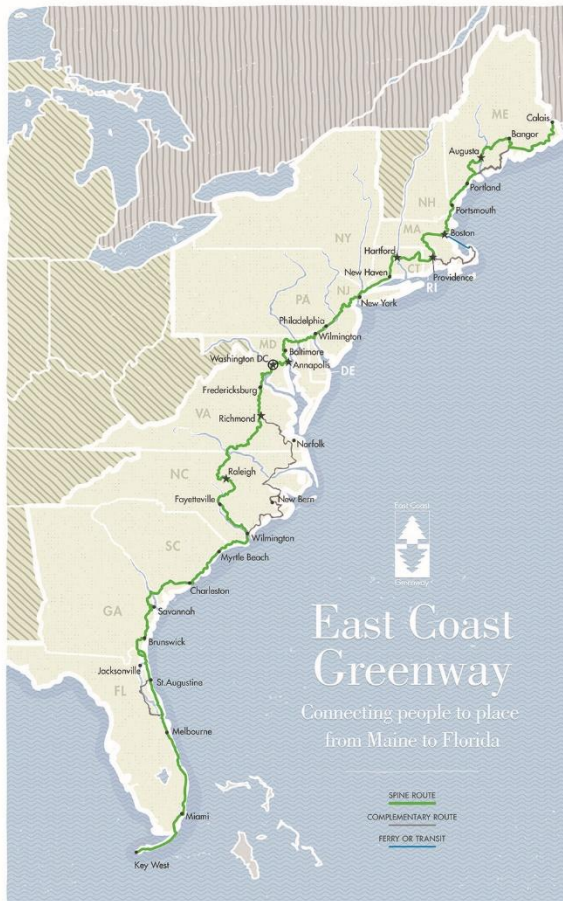 ME
Calais
Bangor
Augusta
Portland
NH
Portsmouth
MA
Boston
NY
Hartford
CT
Providence
RI
New Haven
NJ
New York
PA
Philadelphia
Wilmington
MD
Baltimore
Washington DC
Annapolis
DE
Fredericksburg
VA
Richmond
Norfolk
NC
Raleigh
Fayetteville
New Bern
Wilmington
SC
Myrtle Beach
Charleston
GA
Savannah
Brunswick
Jacksonville
FL
St.Augustine
Melbourne
Miami
Key West
East Coast
Greenway
East Coast
Greenway
Connecting people to place
from Maine to Florida
SPINE ROUTE
COMPLEMENTARY ROUTE
FERRY OR TRANSIT